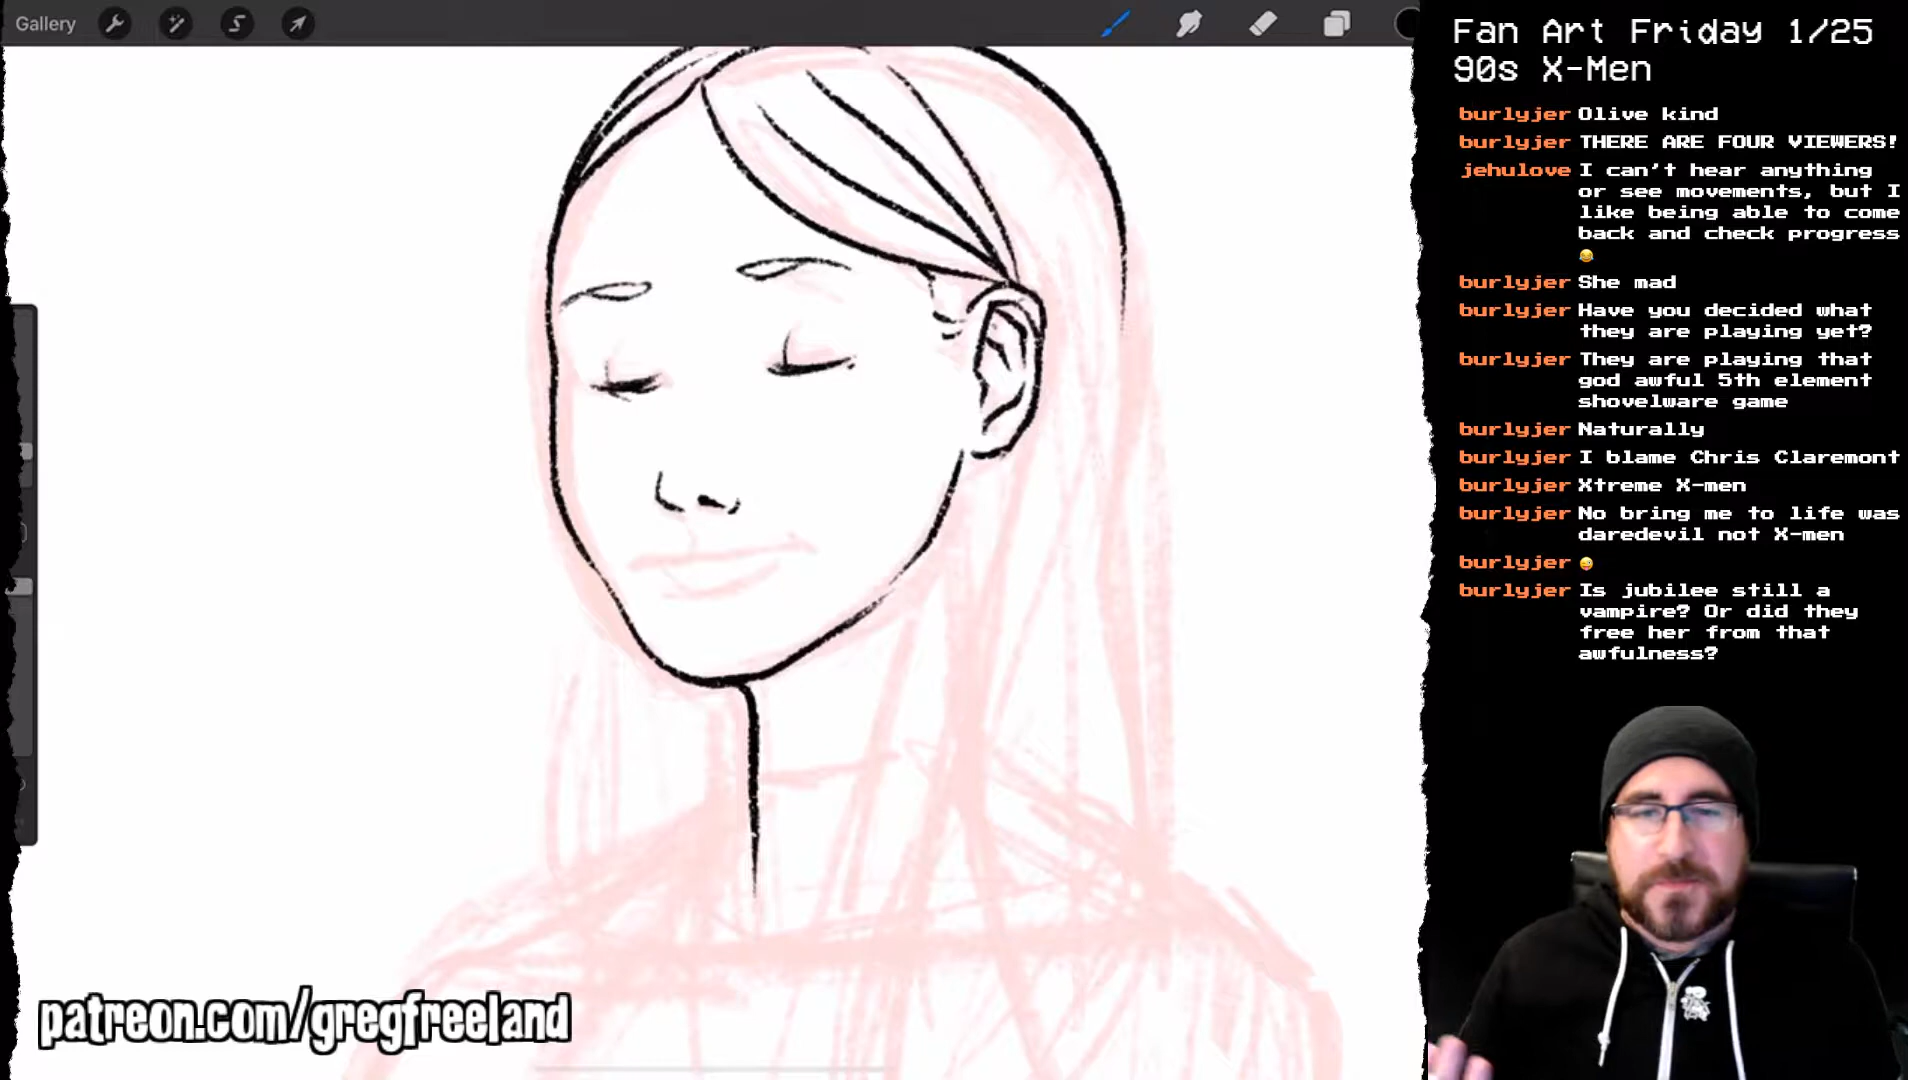 Gallery
Fan Art Friday 1/25
90s X-Men
burlyjer Olive kind
burlyjer THERE ARE FOUR VIEWERS!
jehulove I can't hear anything
or see movements, but I
like being able to come
back and check progress
😂
burlyjer She mad
burlyjer Have you decided what
they are playing yet?
burlyjer They are playing that
god awful 5th element
shovelware game
burlyjer Naturally
burlyjer I blame Chris Claremont
burlyjer Xtreme X-men
burlyjer No bring me to life was
daredevil not X-men
burlyjer 😜
burlyjer Is jubilee still a
vampire? Or did they
free her from that
awfulness?
patreon.com/gregfreeland